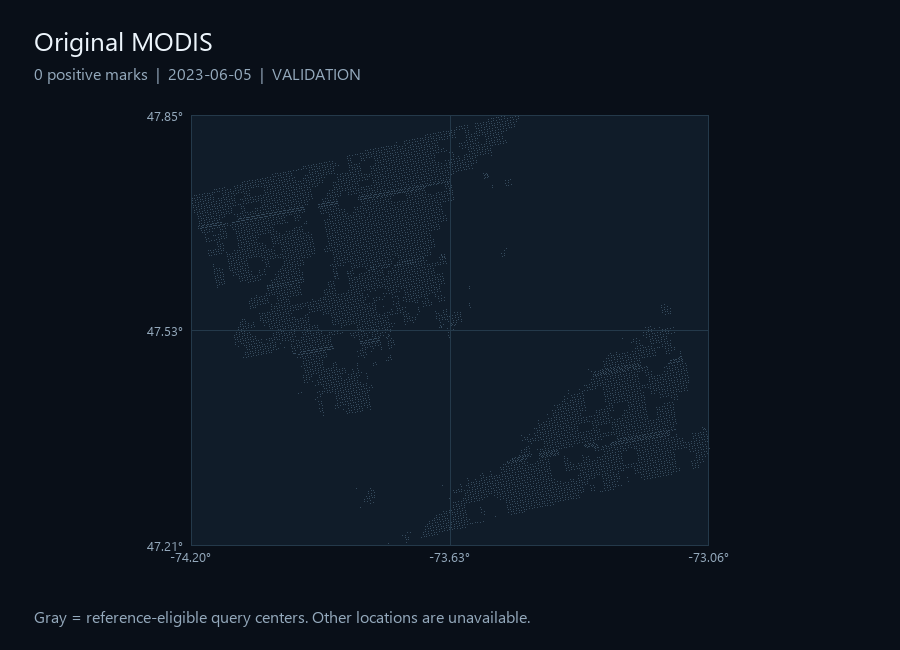 Original MODIS
0 positive marks | 2023-06-05 | VALIDATION
47.85°
47.53°
47.21°
-74.20°
-73.63°
-73.06°
Gray = reference-eligible query centers. Other locations are unavailable.